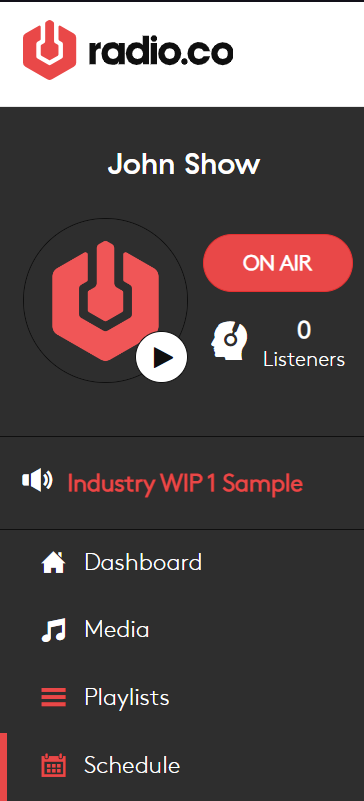 radio.co
John Show
ON AIR
0
Listeners
Industry WIP 1 Sample
Dashboard
Media
Playlists
Schedule